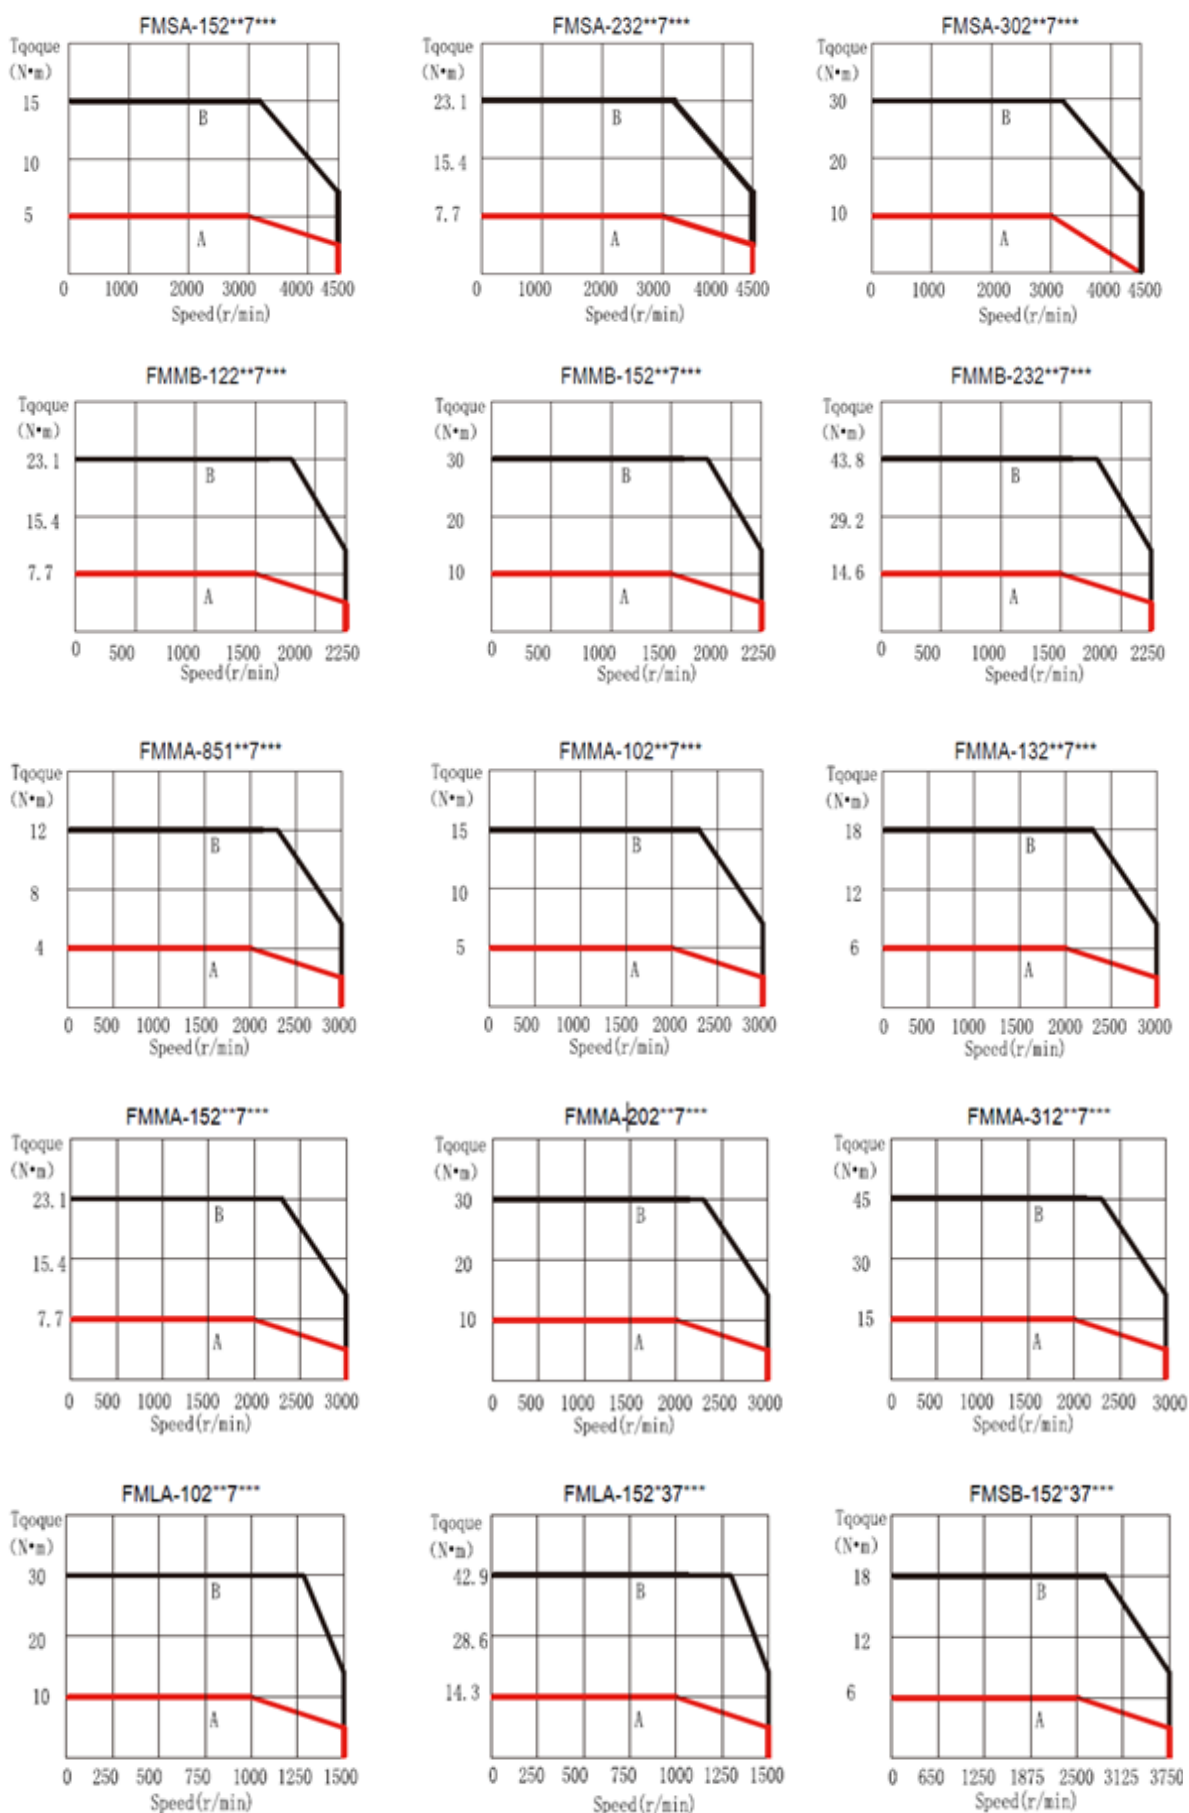 FMSA-152**7***
Tqoque
(N•m)
15
B
10
5
A
0 1000 2000 3000 4000 4500
Speed(r/min)
FMSA-232**7***
Tqoque
(N•m)
23.1
B
15.4
7.7
A
0 1000 2000 3000 4000 4500
Speed(r/min)
FMSA-302**7***
Tqoque
(N•m)
30
B
20
10
A
0 1000 2000 3000 4000 4500
Speed(r/min)
FMMB-122**7***
Tqoque
(N•m)
23.1
B
15.4
7.7
A
0 500 1000 1500 2000 2250
Speed(r/min)
FMMB-152**7***
Tqoque
(N•m)
30
B
20
10
A
0 500 1000 1500 2000 2250
Speed(r/min)
FMMB-232**7***
Tqoque
(N•m)
43.8
B
29.2
14.6
A
0 500 1000 1500 2000 2250
Speed(r/min)
FMMA-851**7***
Tqoque
(N•m)
12
B
8
4
A
0 500 1000 1500 2000 2500 3000
Speed(r/min)
FMMA-102**7***
Tqoque
(N•m)
15
B
10
5
A
0 500 1000 1500 2000 2500 3000
Speed(r/min)
FMMA-132**7***
Tqoque
(N•m)
18
B
12
6
A
0 500 1000 1500 2000 2500 3000
Speed(r/min)
FMMA-152**7***
Tqoque
(N•m)
23.1
B
15.4
7.7
A
0 500 1000 1500 2000 2500 3000
Speed(r/min)
FMMA-202**7***
Tqoque
(N•m)
30
B
20
10
A
0 500 1000 1500 2000 2500 3000
Speed(r/min)
FMMA-312**7***
Tqoque
(N•m)
45
B
30
15
A
0 500 1000 1500 2000 2500 3000
Speed(r/min)
FMLA-102**7***
Tqoque
(N•m)
30
B
20
10
A
0 250 500 750 1000 1250 1500
Speed(r/min)
FMLA-152*37***
Tqoque
(N•m)
42.9
B
28.6
14.3
A
0 250 500 750 1000 1250 1500
Speed(r/min)
FMSB-152*37***
Tqoque
(N•m)
18
B
12
6
A
0 650 1250 1875 2500 3125 3750
Speed(r/min)